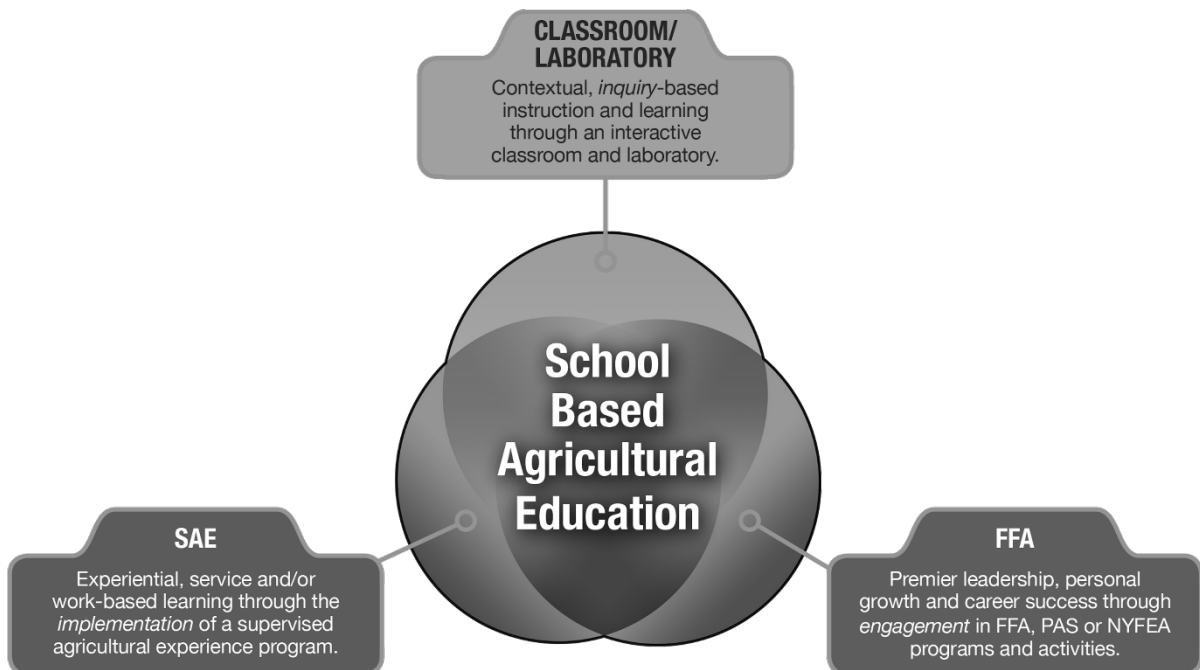 CLASSROOM/
LABORATORY
Contextual, inquiry-based
instruction and learning
through an interactive
classroom and laboratory.
School
Based
Agricultural
Education
SAE
Experiential, service and/or
work-based learning through the
implementation of a supervised
agricultural experience program.
FFA
Premier leadership, personal
growth and career success through
engagement in FFA, PAS or NYFEA
programs and activities.